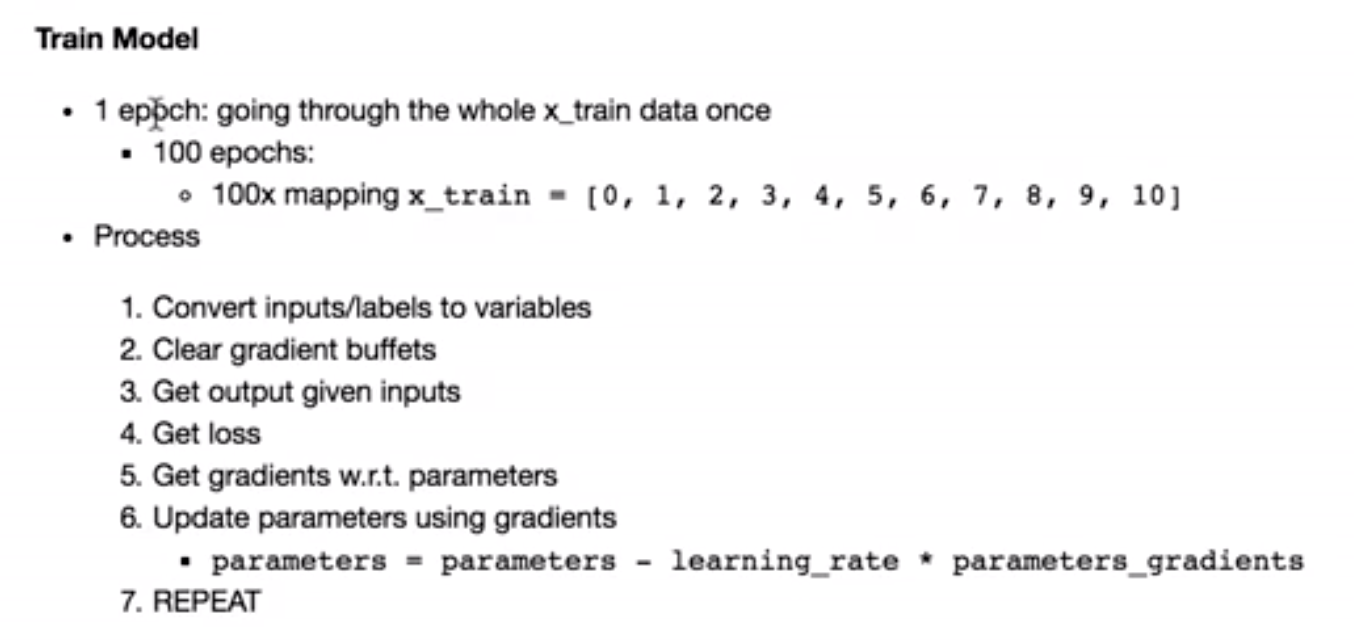 Train Model
• 1 epoch: going through the whole x_train data once
▪ 100 epochs:
◦ 100x mapping x_train = [0, 1, 2, 3, 4, 5, 6, 7, 8, 9, 10]
• Process
1. Convert inputs/labels to variables
2. Clear gradient buffets
3. Get output given inputs
4. Get loss
5. Get gradients w.r.t. parameters
6. Update parameters using gradients
▪ parameters = parameters - learning_rate * parameters_gradients
7. REPEAT